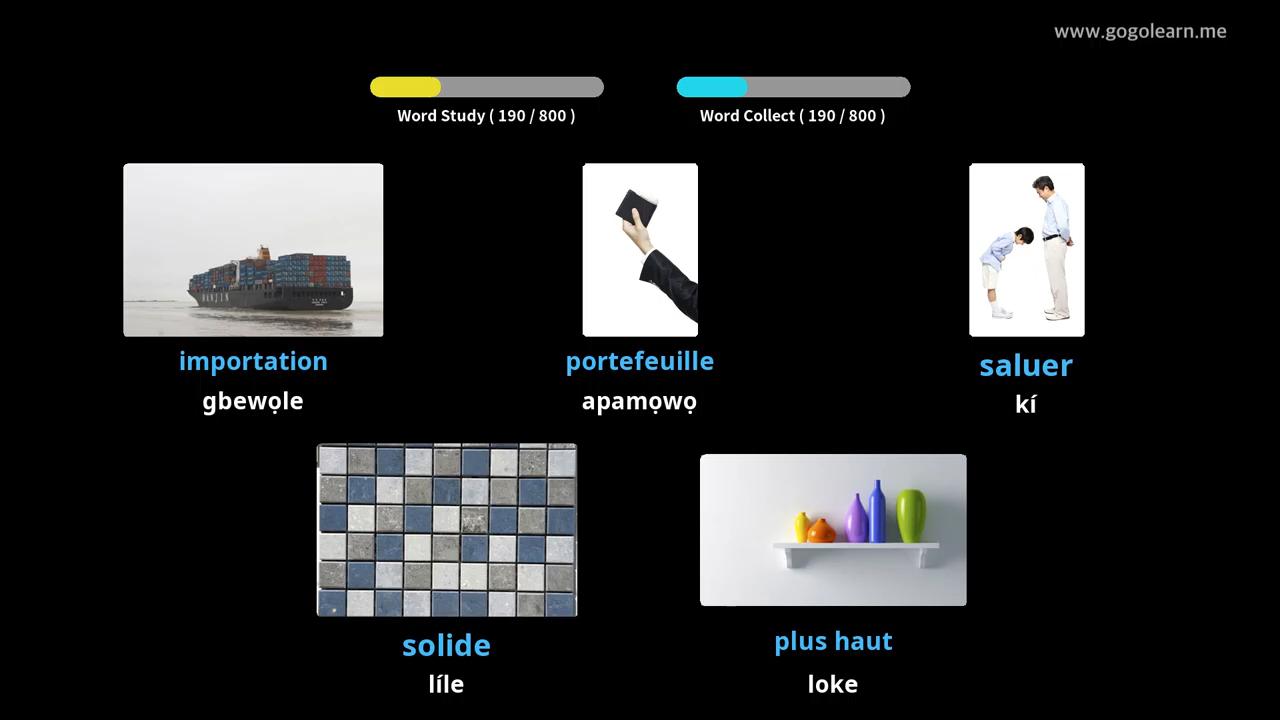 www.gogolearn.me
Word Study ( 190 / 800 )
Word Collect ( 190 / 800 )
importation
portefeuille
saluer
gbewọle
apamọwọ
kí
solide
plus haut
líle
loke